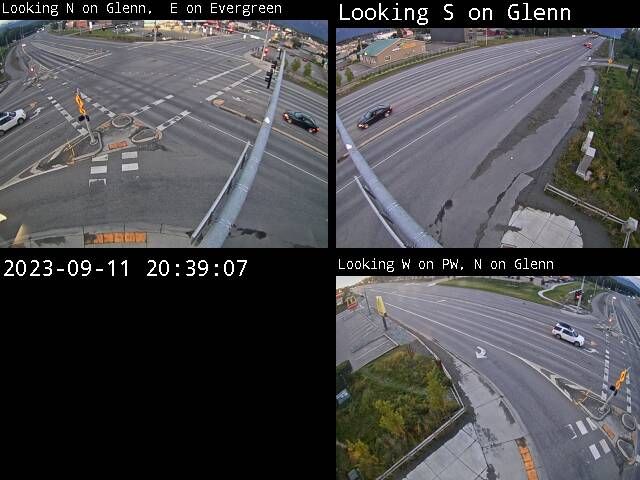 Looking N on Glenn,  E on Evergreen
Looking S on Glenn
2023-09-11 20:39:07
Looking W on PW, N on Glenn